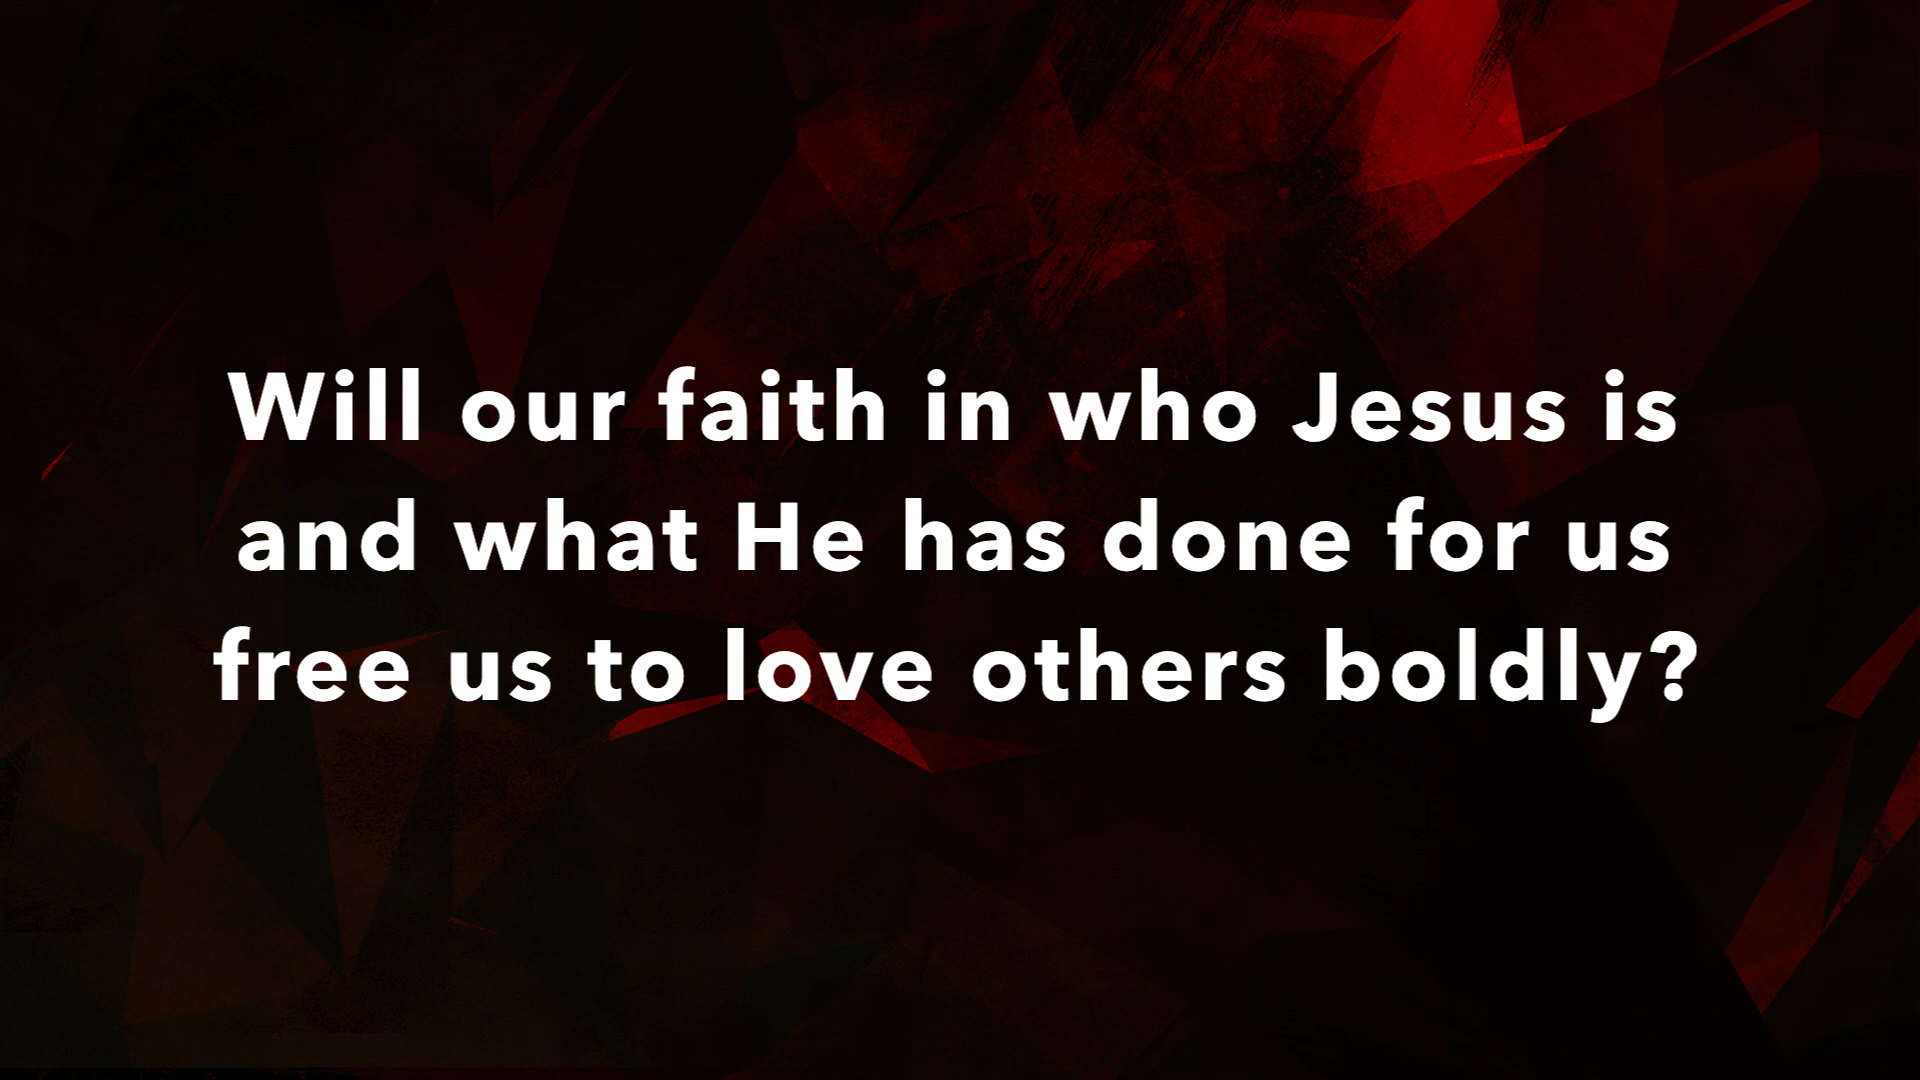 Will our faith in who Jesus is
and what He has done for us
free us to love others boldly?